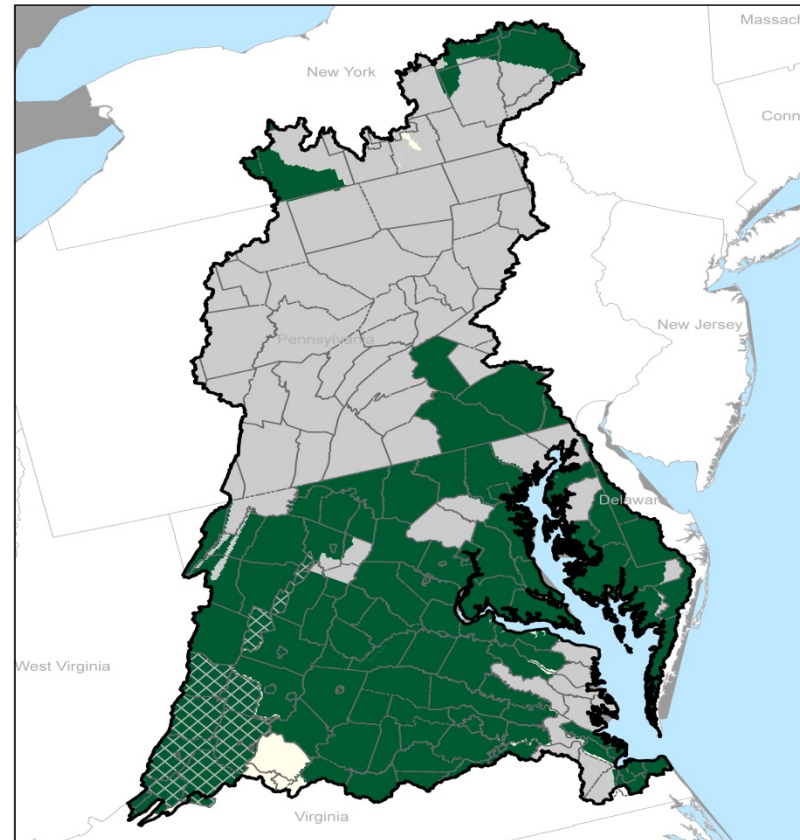 Massach
New York
Conn
Pennsylvania
New Jersey
Delaware
West Virginia
Virginia